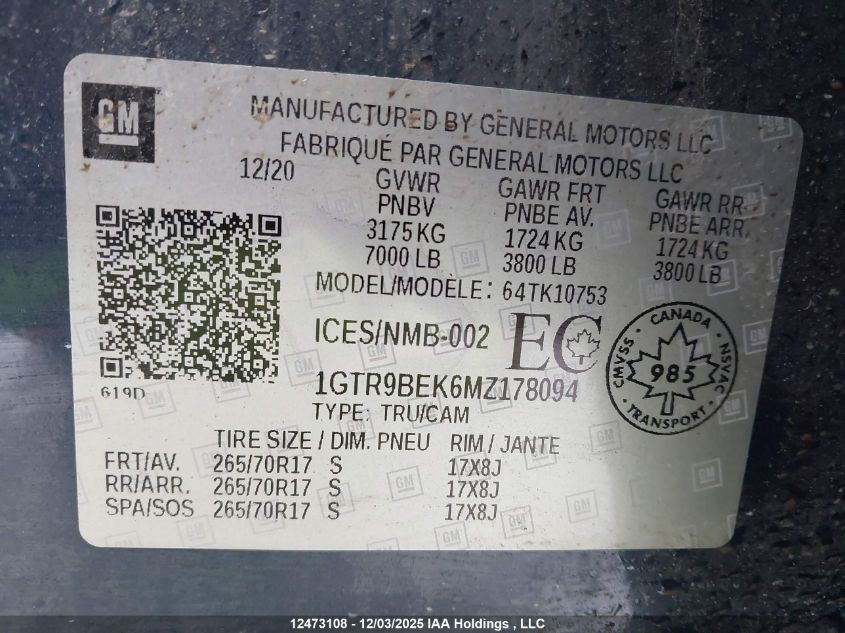 GM
MANUFACTURED BY GENERAL MOTORS LLC
FABRIQUÉ PAR GENERAL MOTORS LLC
12/20
GVWR GAWR FRT GAWR RR
PNBV PNBE AV. PNBE ARR.
3175 KG 1724 KG 1724 KG
7000 LB 3800 LB 3800 LB
MODEL/MODÈLE: 64TK10753
ICES/NMB-002 EC
CANADA
CMVSS 985 NSVAC
TRANSPORT
619D
1GTR9BEK6MZ178094
TYPE: TRU/CAM
TIRE SIZE / DIM. PNEU RIM / JANTE
FRT/AV. 265/70R17 S 17X8J
RR/ARR. 265/70R17 S 17X8J
SPA/SOS 265/70R17 S 17X8J
12473108 - 12/03/2025 IAA Holdings , LLC